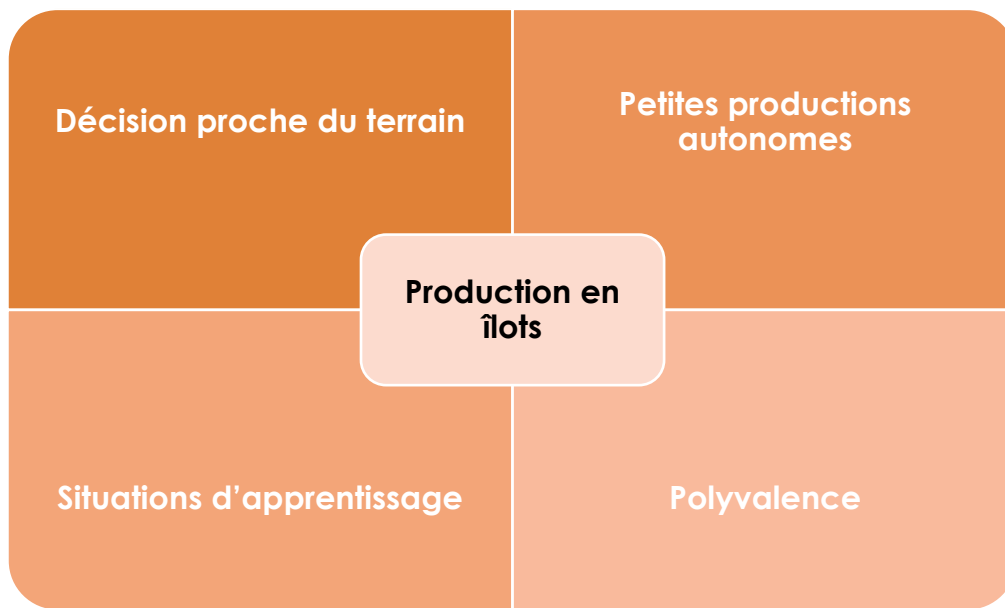 Décision proche du terrain
Petites productions
autonomes
Production en
îlots
Situations d’apprentissage
Polyvalence